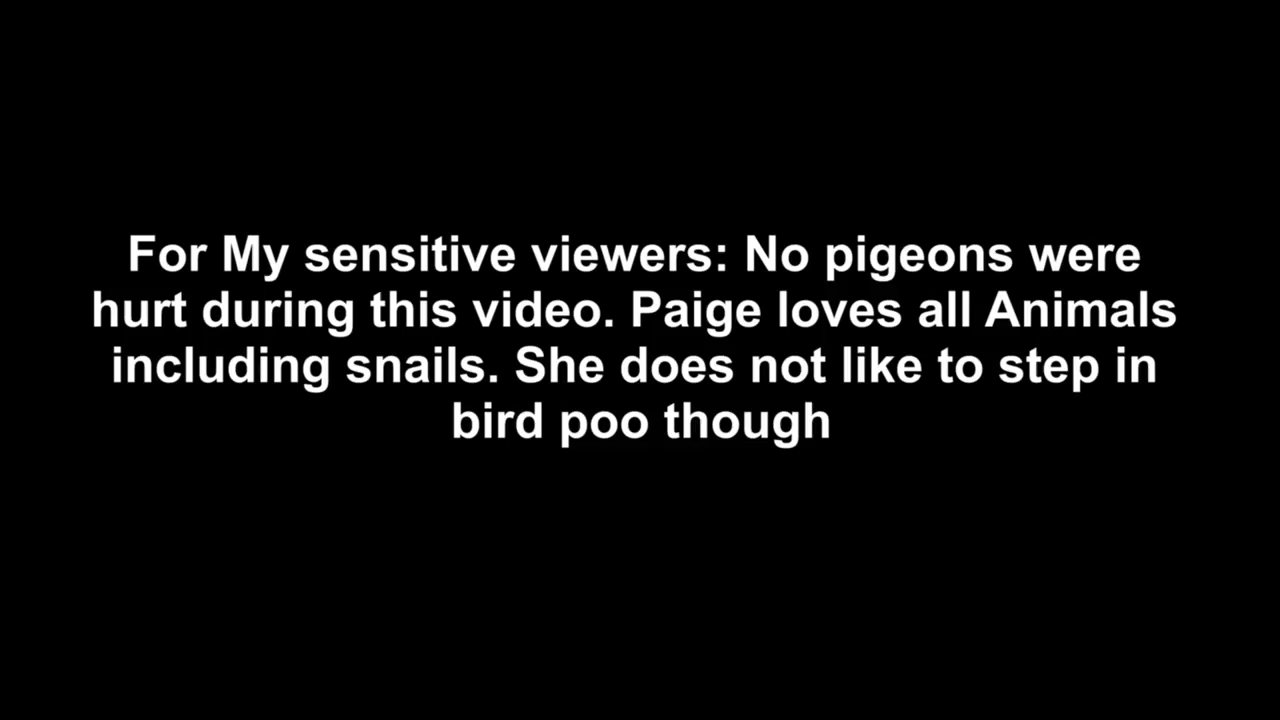 For My sensitive viewers: No pigeons were
hurt during this video. Paige loves all Animals
including snails. She does not like to step in
bird poo though